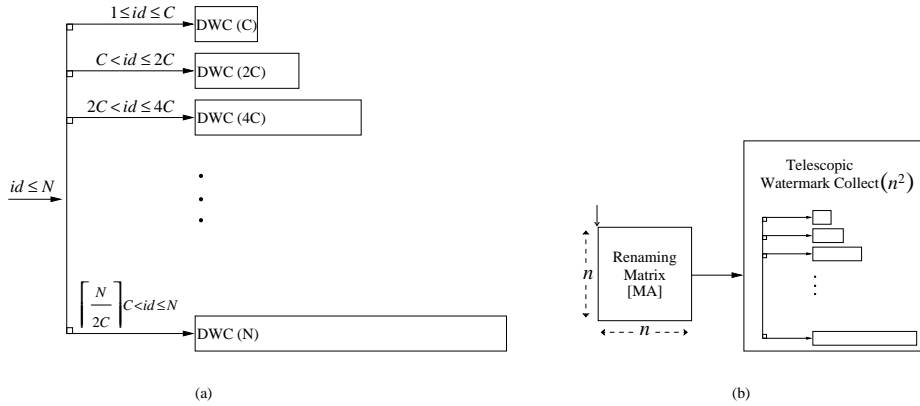 1 ≤ id ≤ C
DWC (C)
C < id ≤ 2C
DWC (2C)
2C < id ≤ 4C
DWC (4C)
id ≤ N
⌈N/2C⌉C < id ≤ N
DWC (N)
(a)
Telescopic
Watermark Collect(n²)
n
Renaming
Matrix
[MA]
n
(b)